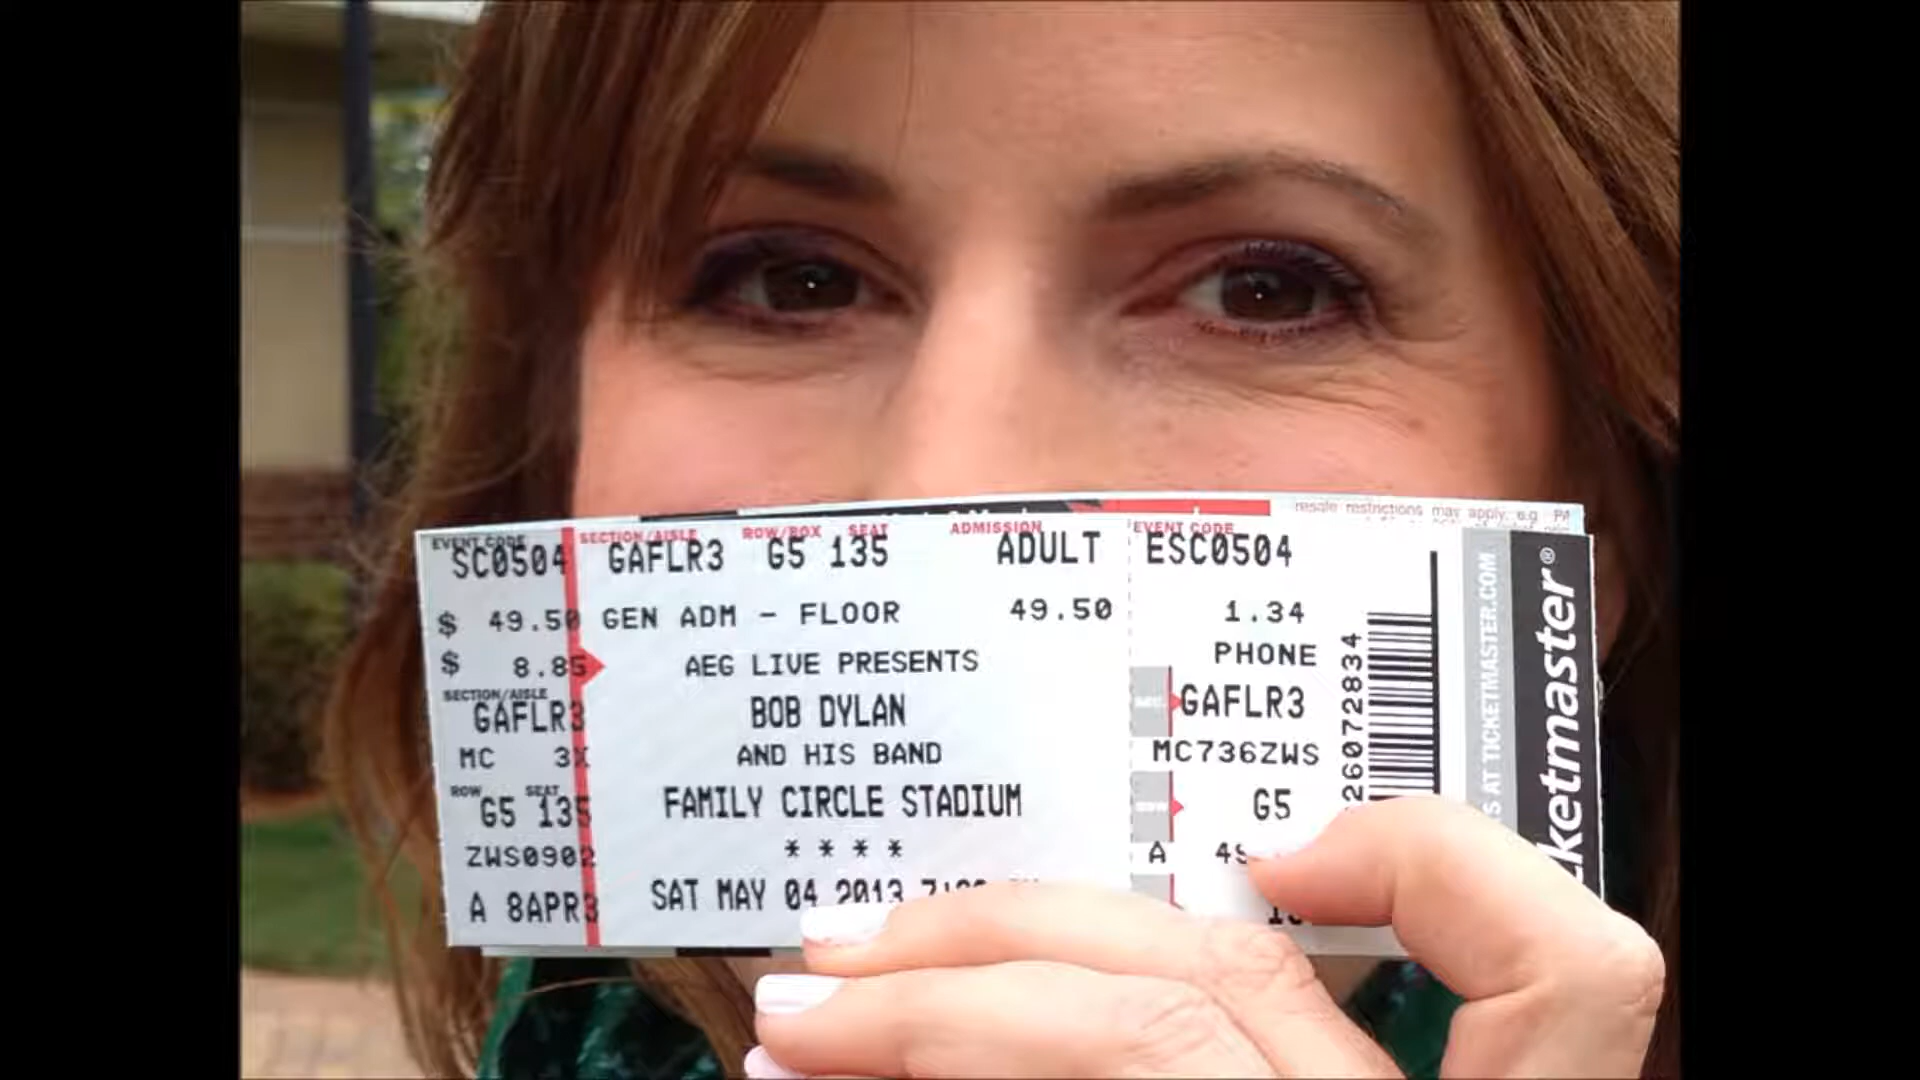 resale restrictions may apply. e.g.
EVENT CODE SECTION/AISLE ROW/BOX SEAT ADMISSION EVENT CODE
SC0504 GAFLR3 G5 135 ADULT ESC0504
$ 49.50 GEN ADM - FLOOR 49.50 1.34
$ 8.85 AEG LIVE PRESENTS PHONE
SECTION/AISLE
GAFLR3 BOB DYLAN GAFLR3
MC 3X AND HIS BAND MC736ZWS
ROW SEAT
G5 135 FAMILY CIRCLE STADIUM G5
ZWS0902 * * * * A
A 8APR3 SAT MAY 04 2013
26072834
S AT TICKETMASTER.COM
ketmaster®